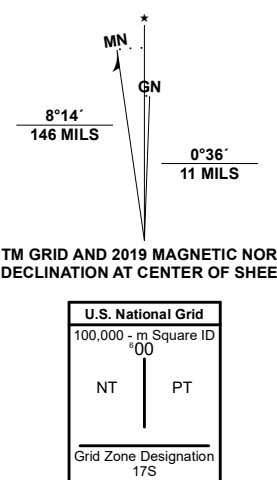 ★
MN
GN
8°14´
146 MILS
0°36´
11 MILS
TM GRID AND 2019 MAGNETIC NOR
DECLINATION AT CENTER OF SHEE
U.S. National Grid
100,000 - m Square ID
⁶00
NT PT
Grid Zone Designation
17S